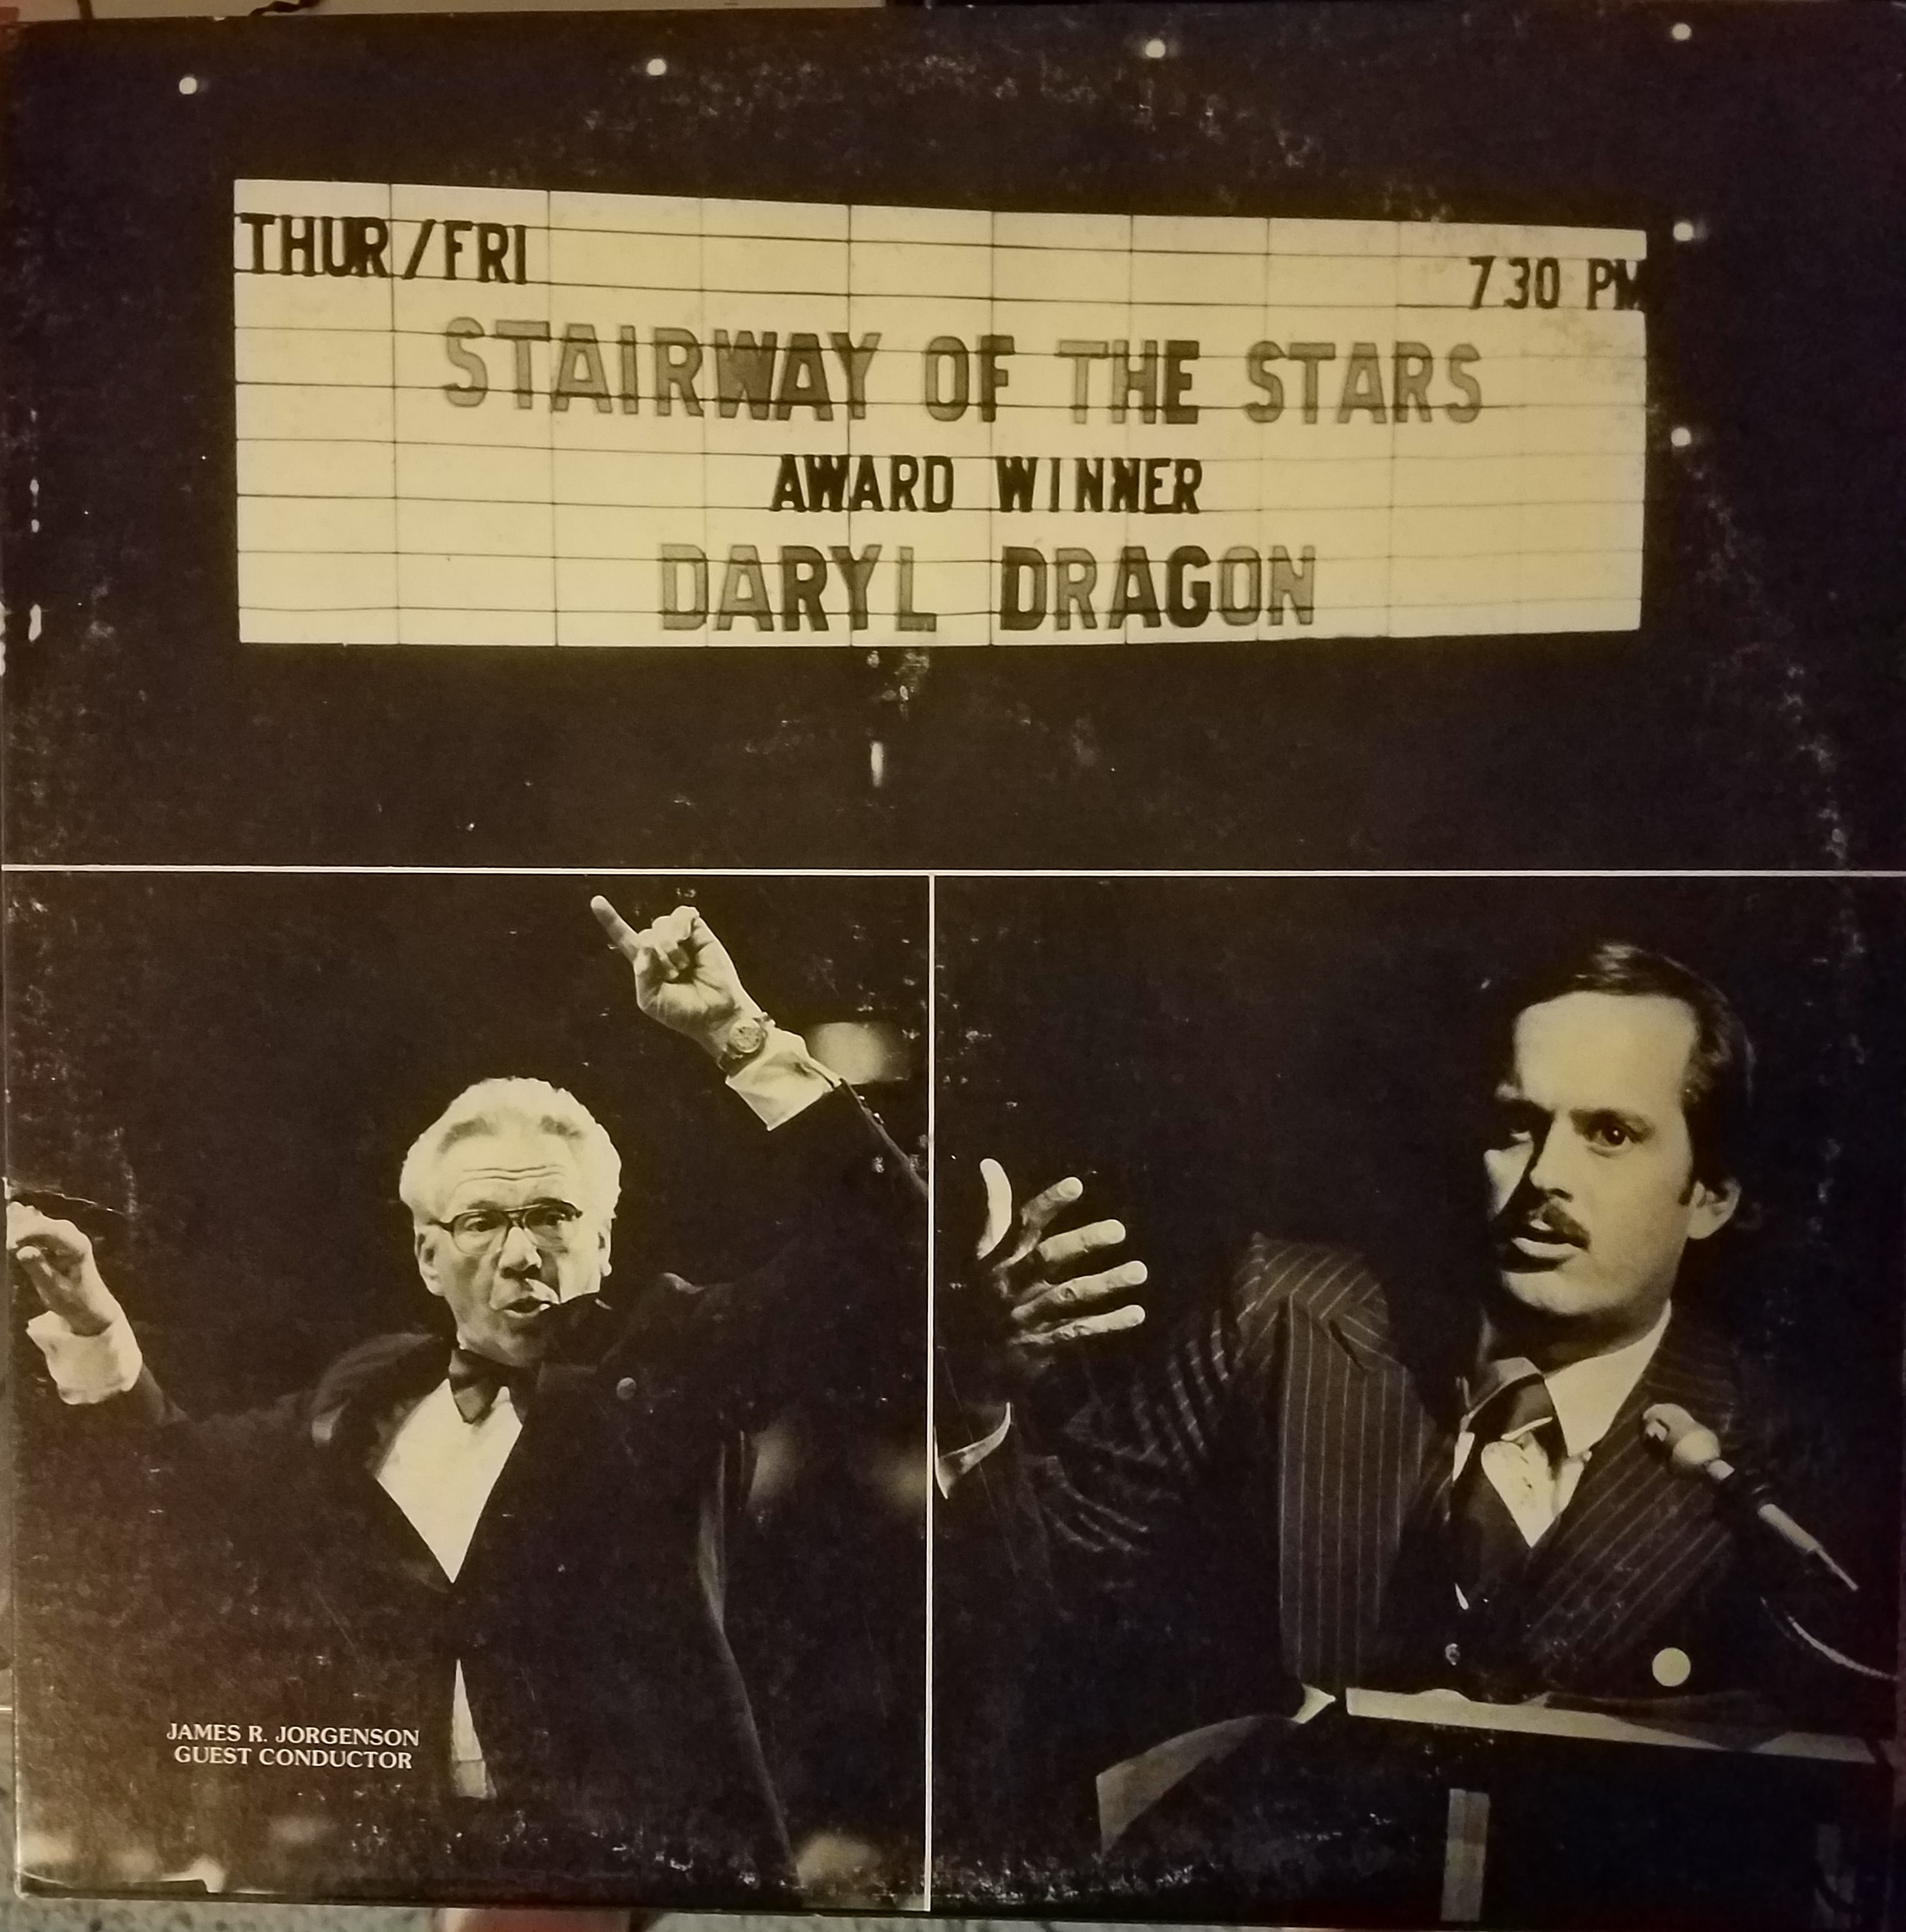 THUR/FRI
7 30 PM
STAIRWAY OF THE STARS
AWARD WINNER
DARYL DRAGON
JAMES R. JORGENSON
GUEST CONDUCTOR